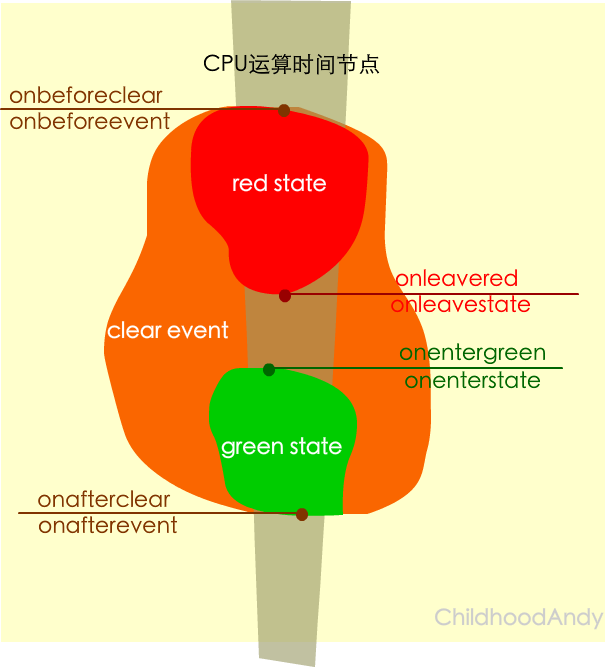 CPU运算时间节点
onbeforeclear
onbeforeevent
red state
onleavered
onleavestate
clear event
onentergreen
onenterstate
green state
onafterclear
onafterevent
ChildhoodAndy